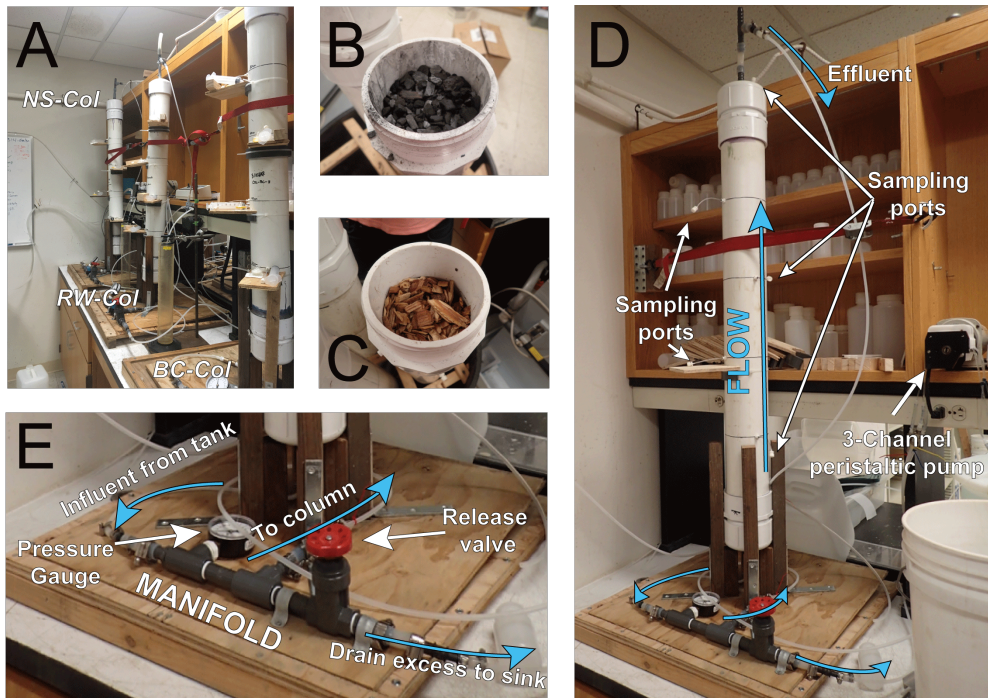 A
NS-Col
RW-Col
BC-Col
B
C
D
Effluent
Sampling
ports
Sampling
ports
FLOW
3-Channel
peristaltic pump
E
Influent from tank
To column
Pressure
Gauge
Release
valve
MANIFOLD
Drain excess to sink